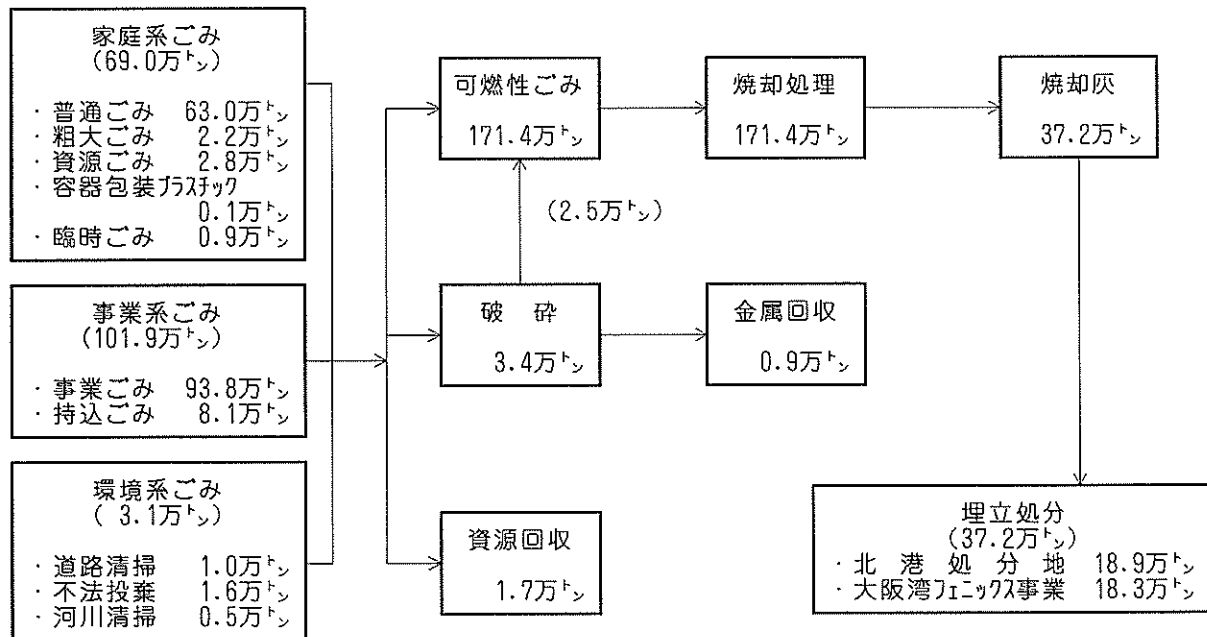 家庭系ごみ
(69.0万トン)
・普通ごみ 63.0万トン
・粗大ごみ 2.2万トン
・資源ごみ 2.8万トン
・容器包装プラスチック
0.1万トン
・臨時ごみ 0.9万トン
事業系ごみ
(101.9万トン)
・事業ごみ 93.8万トン
・持込ごみ 8.1万トン
環境系ごみ
( 3.1万トン)
・道路清掃 1.0万トン
・不法投棄 1.6万トン
・河川清掃 0.5万トン
可燃性ごみ
171.4万トン
(2.5万トン)
破 砕
3.4万トン
資源回収
1.7万トン
焼却処理
171.4万トン
金属回収
0.9万トン
焼却灰
37.2万トン
埋立処分
(37.2万トン)
・北 港 処 分 地 18.9万トン
・大阪湾フェニックス事業 18.3万トン